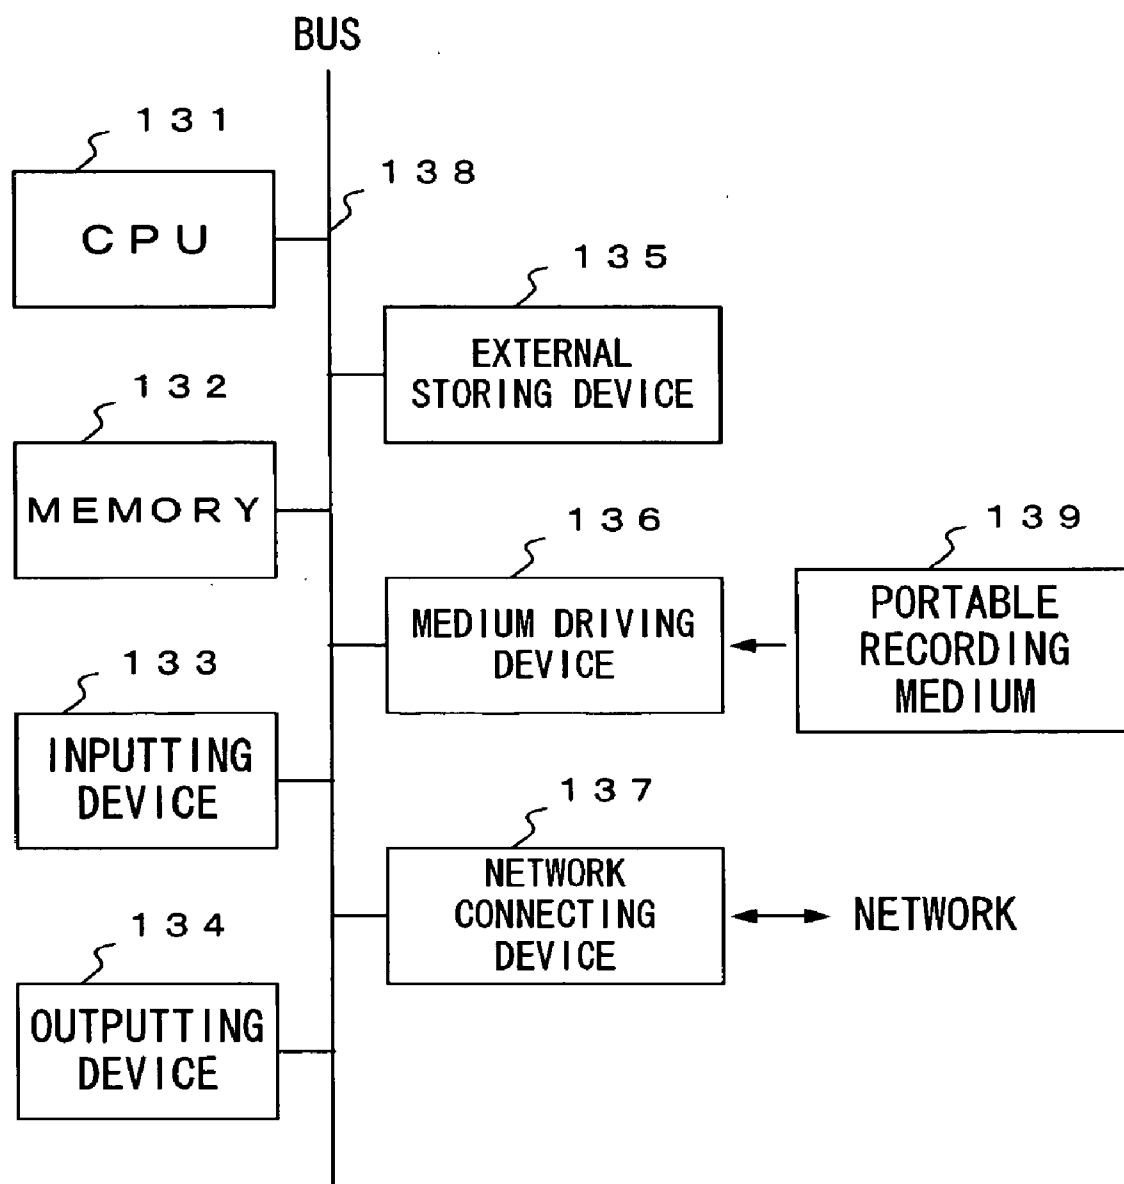 BUS
131
CPU
138
135
EXTERNAL
STORING DEVICE
132
MEMORY
136
MEDIUM DRIVING
DEVICE
139
PORTABLE
RECORDING
MEDIUM
133
INPUTTING
DEVICE
137
NETWORK
CONNECTING
DEVICE
NETWORK
134
OUTPUTTING
DEVICE